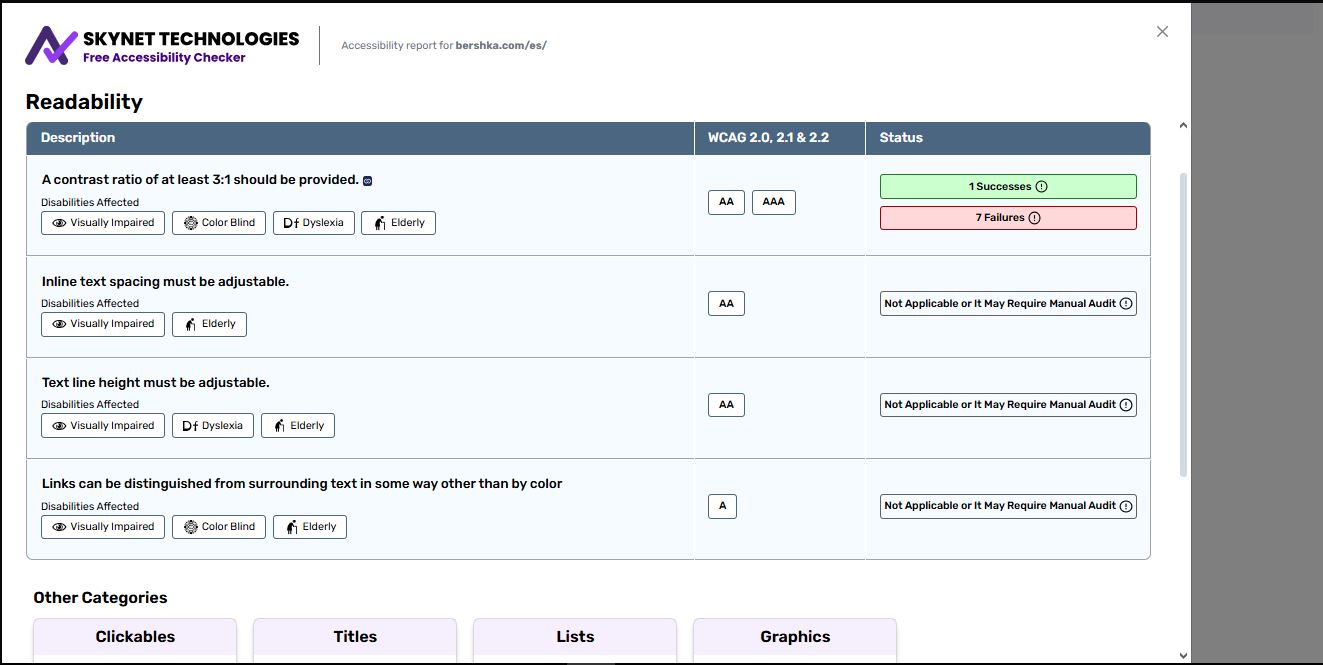 SKYNET TECHNOLOGIES
Free Accessibility Checker
Accessibility report for bershka.com/es/
Readability
Description
WCAG 2.0, 2.1 & 2.2
Status
A contrast ratio of at least 3:1 should be provided.
Disabilities Affected
Visually Impaired
Color Blind
Df Dyslexia
Elderly
AA
AAA
1 Successes
7 Failures
Inline text spacing must be adjustable.
Disabilities Affected
Visually Impaired
Elderly
AA
Not Applicable or It May Require Manual Audit
Text line height must be adjustable.
Disabilities Affected
Visually Impaired
Df Dyslexia
Elderly
AA
Not Applicable or It May Require Manual Audit
Links can be distinguished from surrounding text in some way other than by color
Disabilities Affected
Visually Impaired
Color Blind
Elderly
A
Not Applicable or It May Require Manual Audit
Other Categories
Clickables
Titles
Lists
Graphics